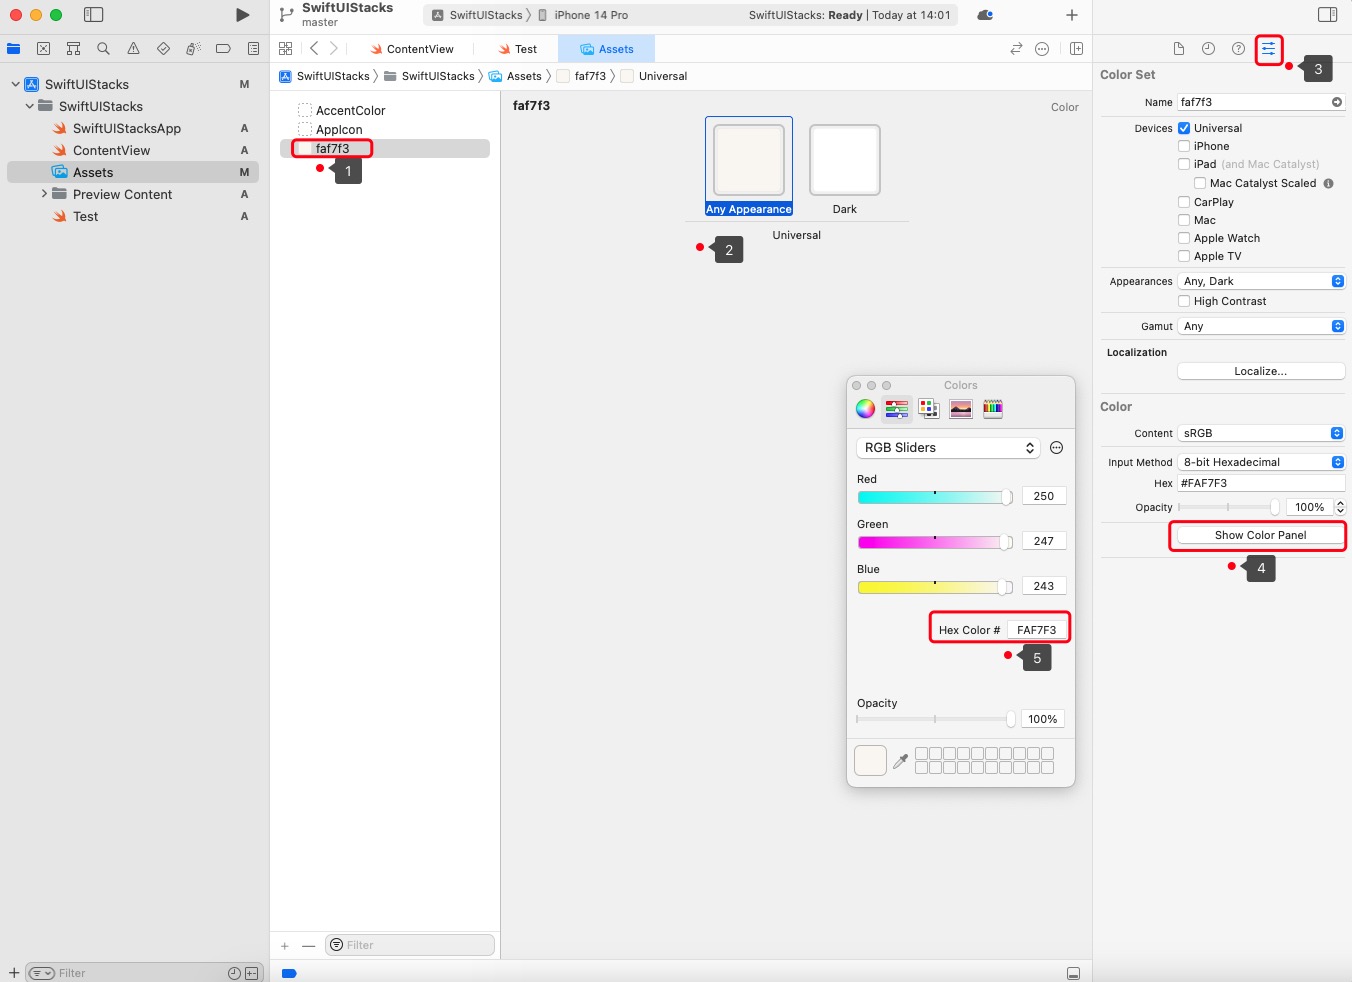 SwiftUIStacks
master
SwiftUIStacks
iPhone 14 Pro
SwiftUIStacks: Ready | Today at 14:01
ContentView
Test
Assets
SwiftUIStacks
SwiftUIStacks
Assets
faf7f3
Universal
SwiftUIStacks M
SwiftUIStacks
SwiftUIStacksApp A
ContentView A
Assets M
Preview Content A
Test A
Filter
AccentColor
AppIcon
faf7f3
1
Filter
faf7f3
Color
Any Appearance
Dark
Universal
2
Colors
RGB Sliders
Red
250
Green
247
Blue
243
Hex Color # FAF7F3
5
Opacity
100%
3
Color Set
Name faf7f3
Devices Universal
iPhone
iPad (and Mac Catalyst)
Mac Catalyst Scaled
CarPlay
Mac
Apple Watch
Apple TV
Appearances Any, Dark
High Contrast
Gamut Any
Localization
Localize...
Color
Content sRGB
Input Method 8-bit Hexadecimal
Hex #FAF7F3
Opacity 100%
Show Color Panel
4